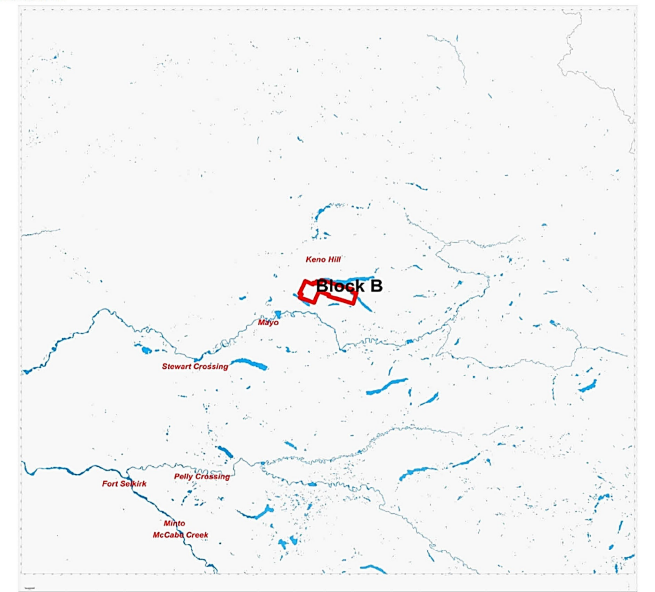 Keno Hill
Block B
Mayo
Stewart Crossing
Pelly Crossing
Fort Selkirk
Minto
McCabe Creek